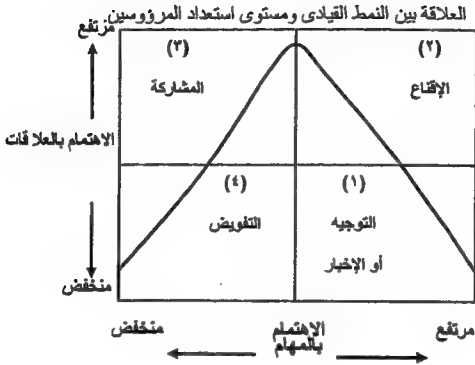 العلاقة بين النمط القيادى ومستوى استعداد المرؤوسين
مرتفع
(٢)
(٣)
الإقناع
المشاركة
الاهتمام بالعلاقات
(١)
(٤)
التوجيه
التفويض
أو الإخبار
منخفض
مرتفع
الاهتمام
منخفض
بالمهام